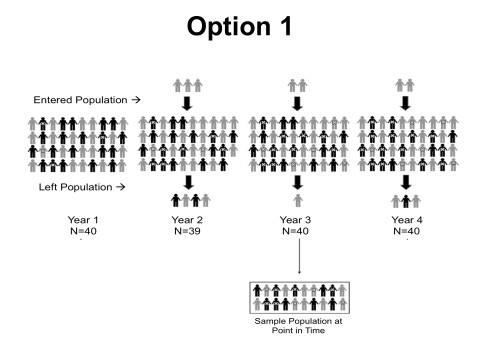 Option 1
Entered Population →
Left Population →
Year 1
N=40
Year 2
N=39
Year 3
N=40
Year 4
N=40
Sample Population at
Point in Time